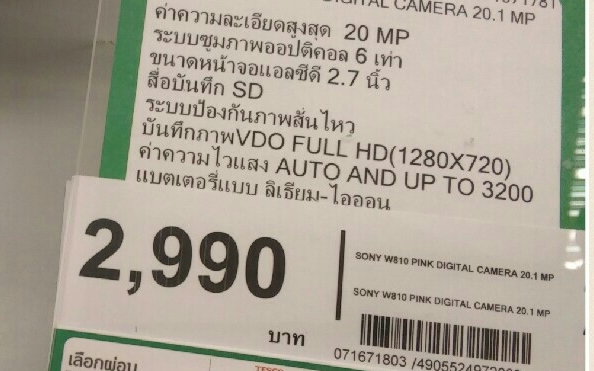 DIGITAL CAMERA 20.1 MP
ค่าความละเอียดสูงสุด 20 MP
ระบบซูมภาพออปติคอล 6 เท่า
ขนาดหน้าจอแอลซีดี 2.7 นิ้ว
สื่อบันทึก SD
ระบบป้องกันภาพสั่นไหว
บันทึกภาพVDO FULL HD(1280X720)
ค่าความไวแสง AUTO AND UP TO 3200
แบตเตอรี่แบบ ลิเธียม-ไอออน
2,990
บาท
SONY W810 PINK DIGITAL CAMERA 20.1 MP
SONY W810 PINK DIGITAL CAMERA 20.1 MP
071671803
เลือกผ่อน
TESCO